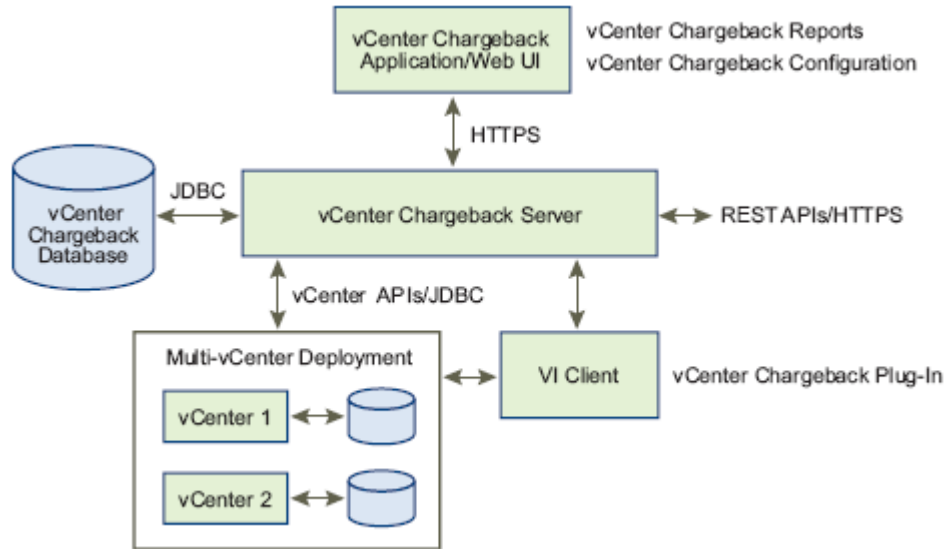 vCenter Chargeback
Application/Web UI
vCenter Chargeback Reports
vCenter Chargeback Configuration
HTTPS
vCenter
Chargeback
Database
JDBC
vCenter Chargeback Server
REST APIs/HTTPS
vCenter APIs/JDBC
Multi-vCenter Deployment
vCenter 1
vCenter 2
VI Client
vCenter Chargeback Plug-In